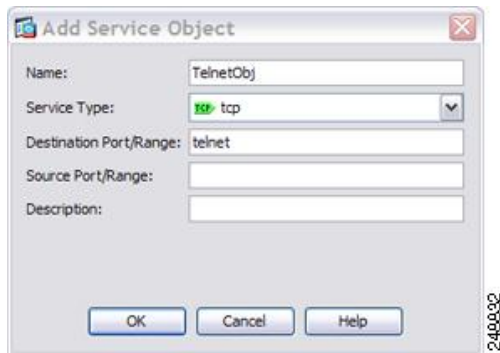 Add Service Object
Name: TelnetObj
Service Type: TCP tcp
Destination Port/Range: telnet
Source Port/Range:
Description:
OK Cancel Help
248832